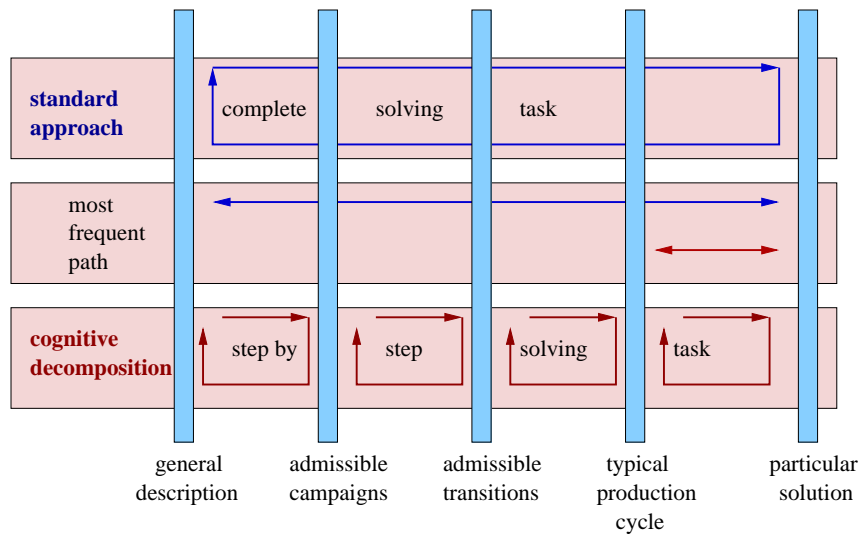 standard
approach
complete solving task
most
frequent
path
cognitive
decomposition
step by step solving task
general
description
admissible
campaigns
admissible
transitions
typical
production
cycle
particular
solution